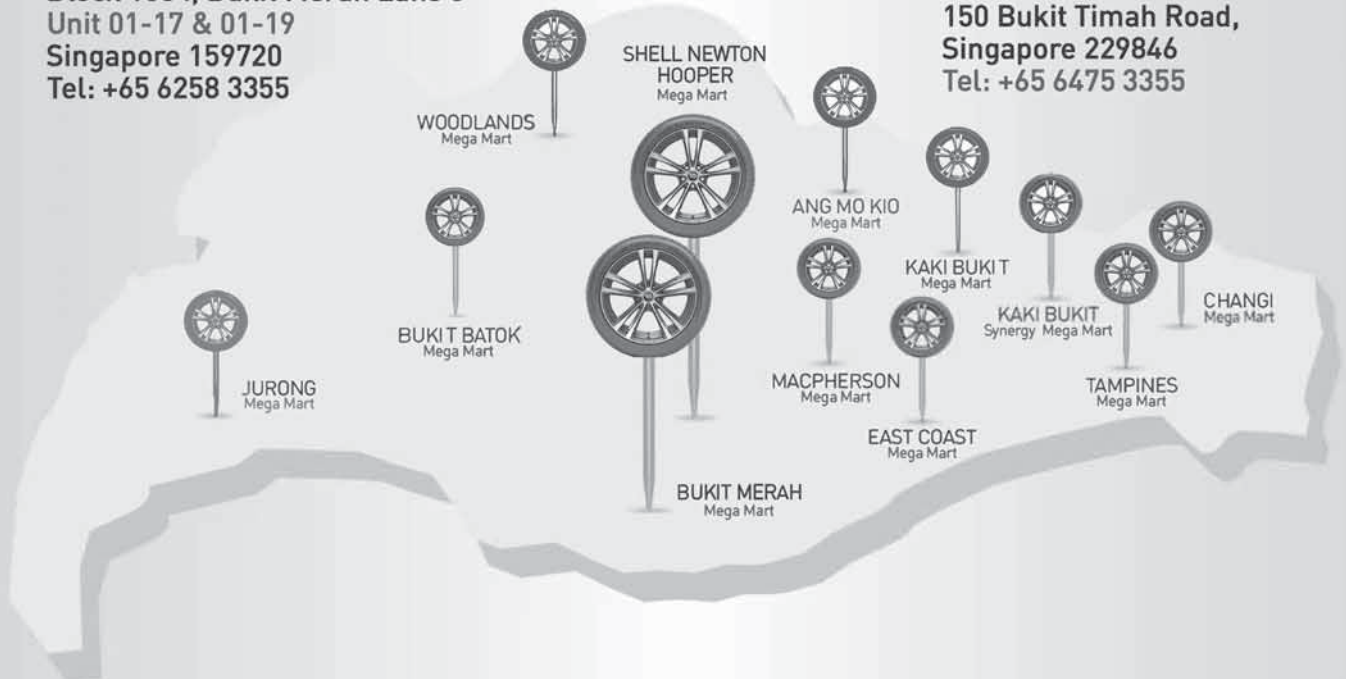 Unit 01-17 & 01-19
Singapore 159720
Tel: +65 6258 3355
150 Bukit Timah Road,
Singapore 229846
Tel: +65 6475 3355
SHELL NEWTON
HOOPER
Mega Mart
WOODLANDS
Mega Mart
ANG MO KIO
Mega Mart
KAKI BUKIT
Mega Mart
KAKI BUKIT
Synergy Mega Mart
CHANGI
Mega Mart
BUKIT BATOK
Mega Mart
JURONG
Mega Mart
MACPHERSON
Mega Mart
TAMPINES
Mega Mart
EAST COAST
Mega Mart
BUKIT MERAH
Mega Mart